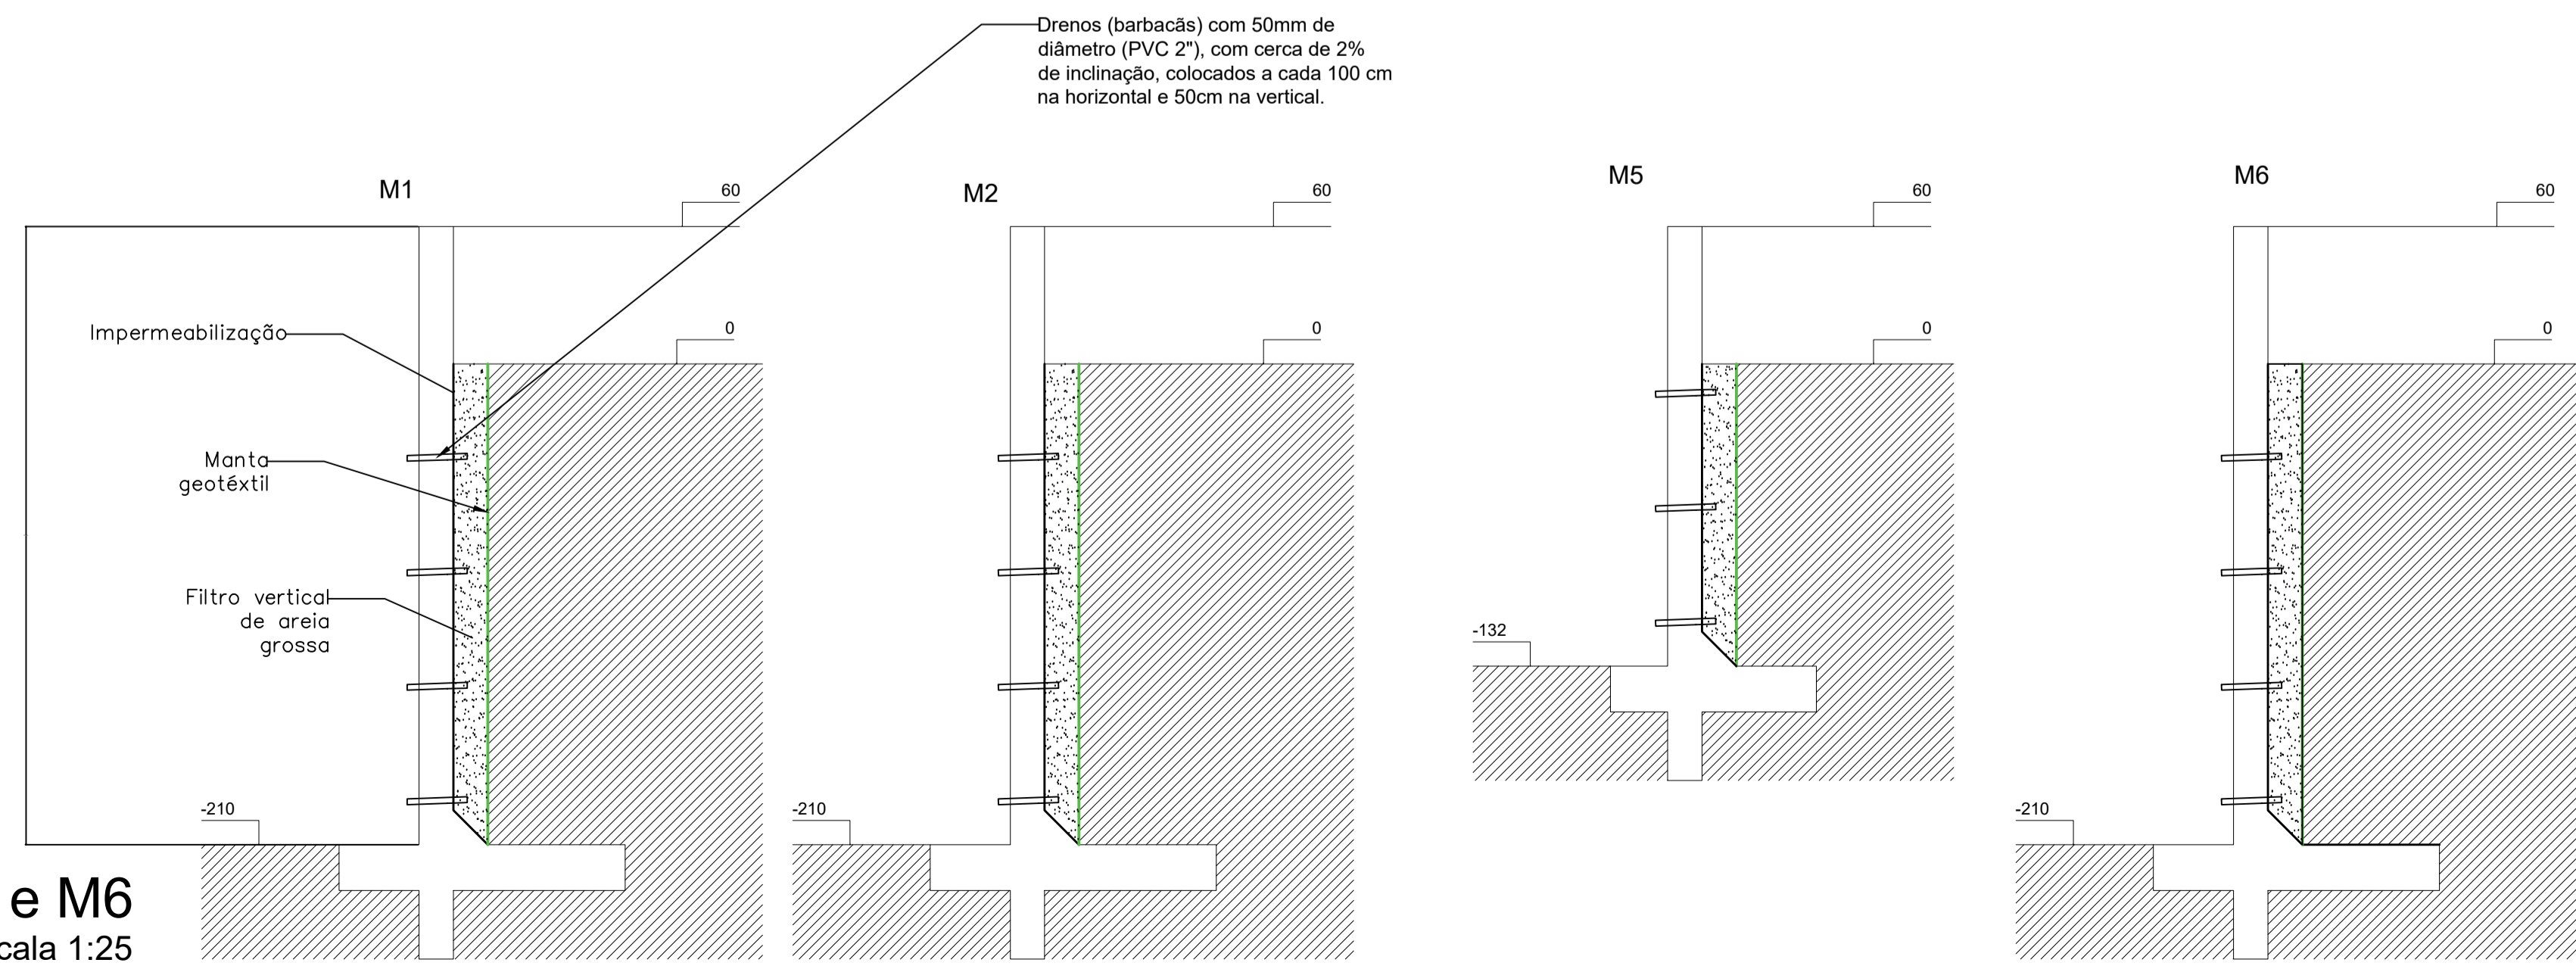 Drenos (barbacãs) com 50mm de
diâmetro (PVC 2"), com cerca de 2%
de inclinação, colocados a cada 100 cm
na horizontal e 50cm na vertical.
M1
60
M2
60
M5
60
M6
60
Impermeabilização
0
0
0
0
Manta
geotéxtil
Filtro vertical
de areia
grossa
-132
-210
-210
-210
e M6
cala 1:25